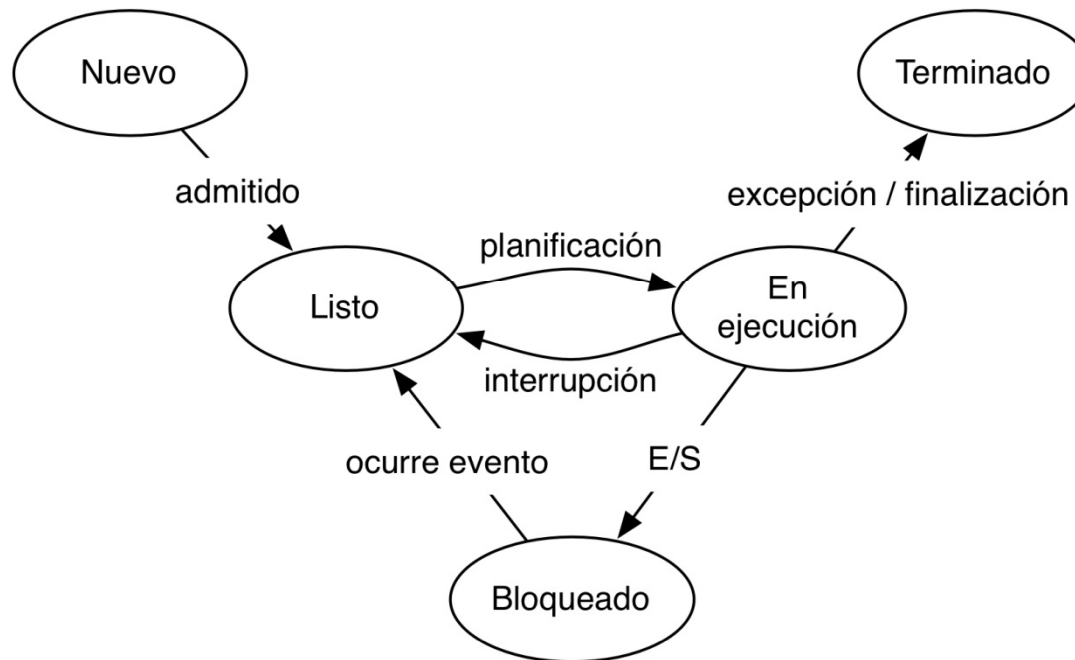 Nuevo
Terminado
admitido
excepción / finalización
planificación
Listo
En
ejecución
interrupción
ocurre evento
E/S
Bloqueado